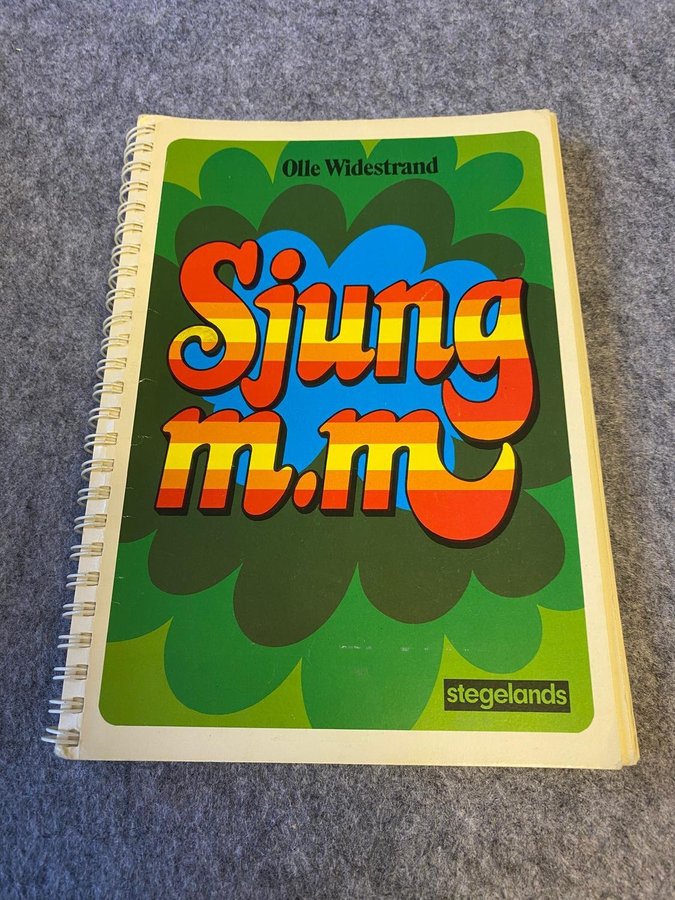 Olle Widestrand
Sjung
m.m
stegelands